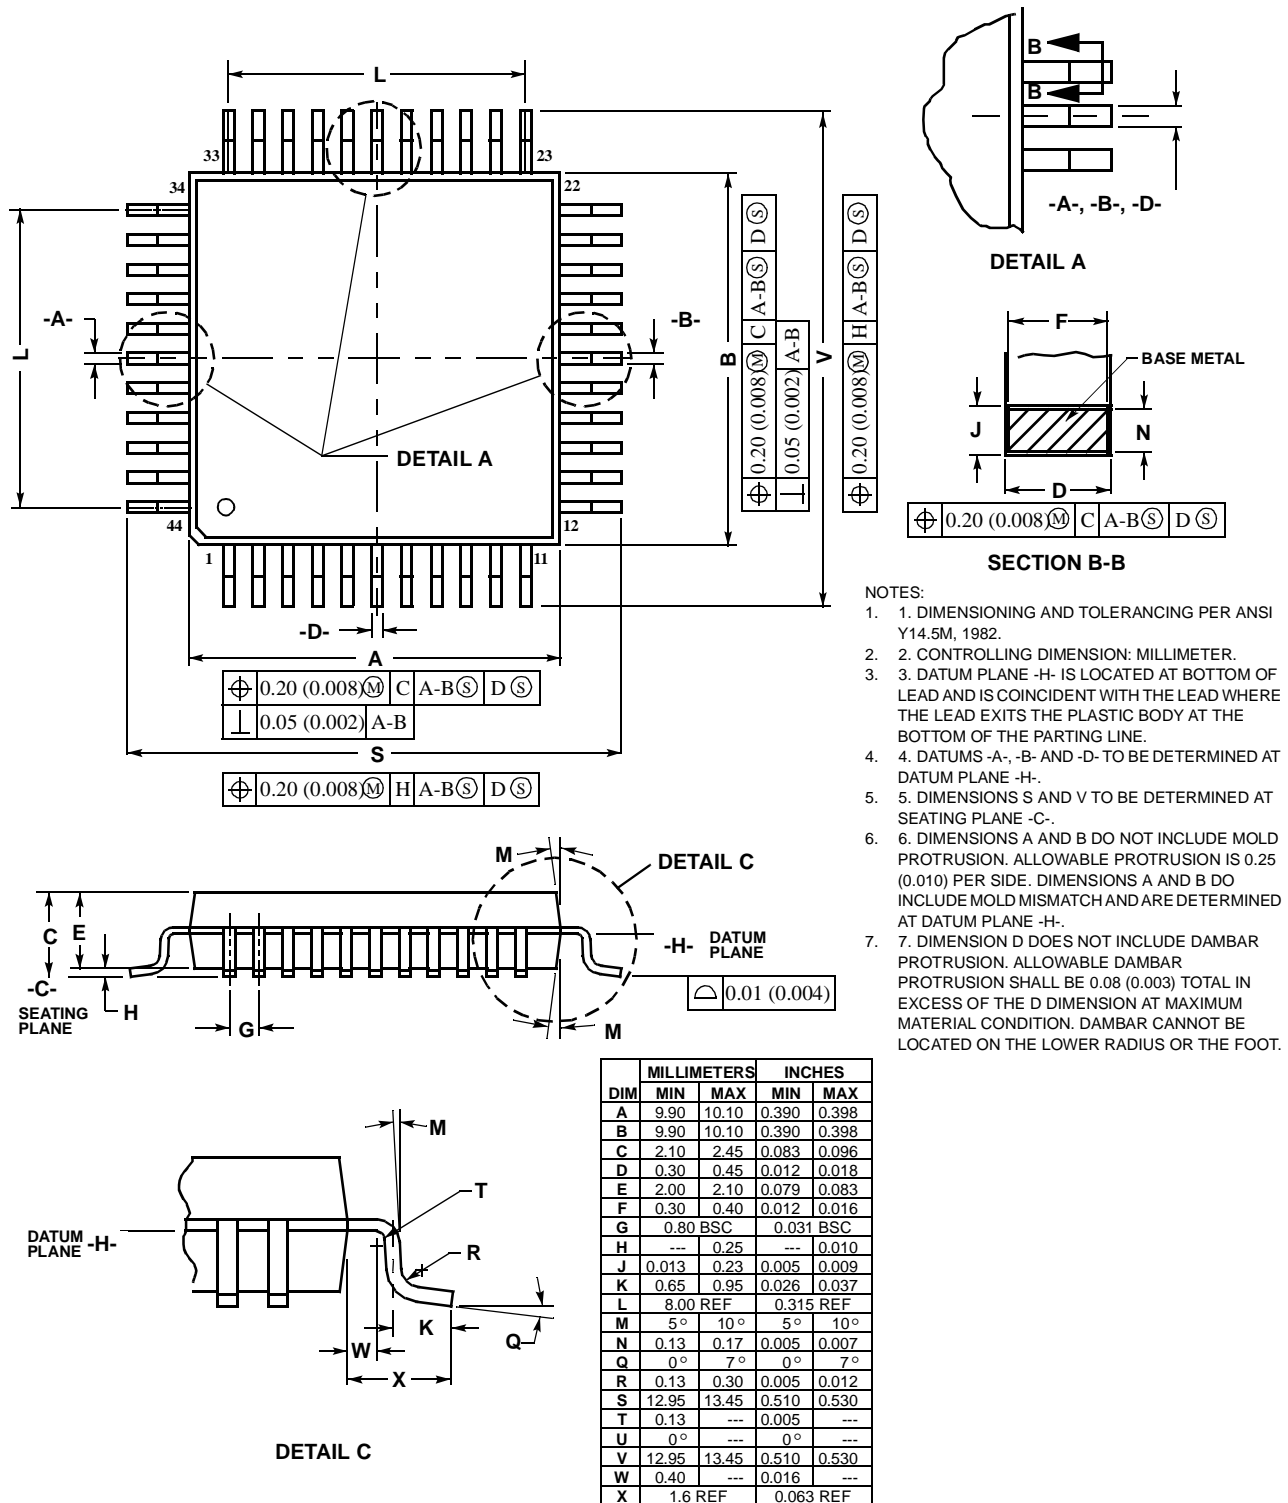 L
33
23
34
22
-A-
-B-
L
B
V
DETAIL A
44
12
1
11
-D-
A
⌖ 0.20 (0.008)Ⓜ C A-BⓈ D Ⓢ
⊥ 0.05 (0.002) A-B
S
⌖ 0.20 (0.008)Ⓜ H A-BⓈ D Ⓢ
⌖ 0.20 (0.008)Ⓜ C A-BⓈ D Ⓢ
⊥ 0.05 (0.002) A-B
⌖ 0.20 (0.008)Ⓜ H A-BⓈ D Ⓢ
B
B
-A-, -B-, -D-
DETAIL A
F
BASE METAL
J
N
D
⌖ 0.20 (0.008)Ⓜ C A-BⓈ D Ⓢ
SECTION B-B
NOTES:
1. 1. DIMENSIONING AND TOLERANCING PER ANSI
Y14.5M, 1982.
2. 2. CONTROLLING DIMENSION: MILLIMETER.
3. 3. DATUM PLANE -H- IS LOCATED AT BOTTOM OF
LEAD AND IS COINCIDENT WITH THE LEAD WHERE
THE LEAD EXITS THE PLASTIC BODY AT THE
BOTTOM OF THE PARTING LINE.
4. 4. DATUMS -A-, -B- AND -D- TO BE DETERMINED AT
DATUM PLANE -H-.
5. 5. DIMENSIONS S AND V TO BE DETERMINED AT
SEATING PLANE -C-.
6. 6. DIMENSIONS A AND B DO NOT INCLUDE MOLD
PROTRUSION. ALLOWABLE PROTRUSION IS 0.25
(0.010) PER SIDE. DIMENSIONS A AND B DO
INCLUDE MOLD MISMATCH AND ARE DETERMINED
AT DATUM PLANE -H-.
7. 7. DIMENSION D DOES NOT INCLUDE DAMBAR
PROTRUSION. ALLOWABLE DAMBAR
PROTRUSION SHALL BE 0.08 (0.003) TOTAL IN
EXCESS OF THE D DIMENSION AT MAXIMUM
MATERIAL CONDITION. DAMBAR CANNOT BE
LOCATED ON THE LOWER RADIUS OR THE FOOT.
M
DETAIL C
C E
-H- DATUM
PLANE
-C-
SEATING
PLANE
H
G
⌓ 0.01 (0.004)
M
M
T
DATUM
PLANE -H-
R
K
Q
W
X
DETAIL C
MILLIMETERS INCHES
DIM MIN MAX MIN MAX
A 9.90 10.10 0.390 0.398
B 9.90 10.10 0.390 0.398
C 2.10 2.45 0.083 0.096
D 0.30 0.45 0.012 0.018
E 2.00 2.10 0.079 0.083
F 0.30 0.40 0.012 0.016
G 0.80 BSC 0.031 BSC
H --- 0.25 --- 0.010
J 0.013 0.23 0.005 0.009
K 0.65 0.95 0.026 0.037
L 8.00 REF 0.315 REF
M 5° 10° 5° 10°
N 0.13 0.17 0.005 0.007
Q 0° 7° 0° 7°
R 0.13 0.30 0.005 0.012
S 12.95 13.45 0.510 0.530
T 0.13 --- 0.005 ---
U 0° --- 0° ---
V 12.95 13.45 0.510 0.530
W 0.40 --- 0.016 ---
X 1.6 REF 0.063 REF